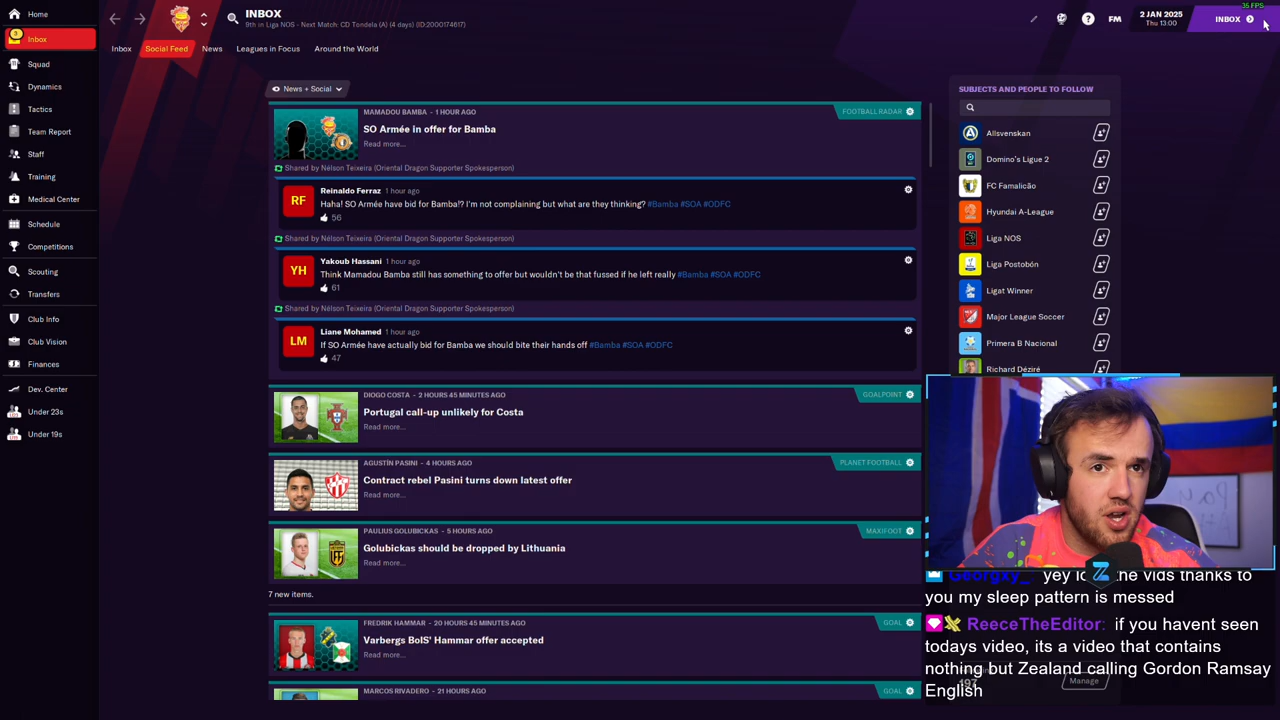 Home
3
Inbox
Squad
Dynamics
Tactics
Team Report
Staff
Training
Medical Center
Schedule
Competitions
Scouting
Transfers
Club Info
Club Vision
Finances
Dev. Center
Under 23s
Under 19s
INBOX
9th in Liga NOS - Next Match: CD Tondela (A) (4 days) (ID:2000174617)
FM
2 JAN 2025
Thu 13:00
35 FPS
INBOX
Inbox
Social Feed
News
Leagues in Focus
Around the World
News + Social
MAMADOU BAMBA - 1 HOUR AGO
FOOTBALL RADAR
SO Armée in offer for Bamba
Read more...
Shared by Nélson Teixeira (Oriental Dragon Supporter Spokesperson)
RF
Reinaldo Ferraz 1 hour ago
Haha! SO Armée have bid for Bamba!? I'm not complaining but what are they thinking? #Bamba #SOA #ODFC
56
Shared by Nélson Teixeira (Oriental Dragon Supporter Spokesperson)
YH
Yakoub Hassani 1 hour ago
Think Mamadou Bamba still has something to offer but wouldn't be that fussed if he left really #Bamba #SOA #ODFC
61
Shared by Nélson Teixeira (Oriental Dragon Supporter Spokesperson)
LM
Liane Mohamed 1 hour ago
If SO Armée have actually bid for Bamba we should bite their hands off #Bamba #SOA #ODFC
47
DIOGO COSTA - 2 HOURS 45 MINUTES AGO
GOALPOINT
Portugal call-up unlikely for Costa
Read more...
AGUSTÍN PASINI - 4 HOURS AGO
PLANET FOOTBALL
Contract rebel Pasini turns down latest offer
Read more...
PAULIUS GOLUBICKAS - 5 HOURS AGO
MAXIFOOT
Golubickas should be dropped by Lithuania
Read more...
7 new items.
FREDRIK HAMMAR - 20 HOURS 45 MINUTES AGO
GOAL
Varbergs BoIS' Hammar offer accepted
Read more...
MARCOS RIVADERO - 21 HOURS AGO
GOAL
SUBJECTS AND PEOPLE TO FOLLOW
Allsvenskan
Domino's Ligue 2
FC Famalicão
Hyundai A-League
Liga NOS
Liga Postobón
Ligat Winner
Major League Soccer
Primera B Nacional
Richard Déziré
Georgxy_ yey lo the vids thanks to
you my sleep pattern is messed
ReeceTheEditor: if you havent seen
todays video, its a video that contains
nothing but Zealand calling Gordon Ramsay
English
197
Manage